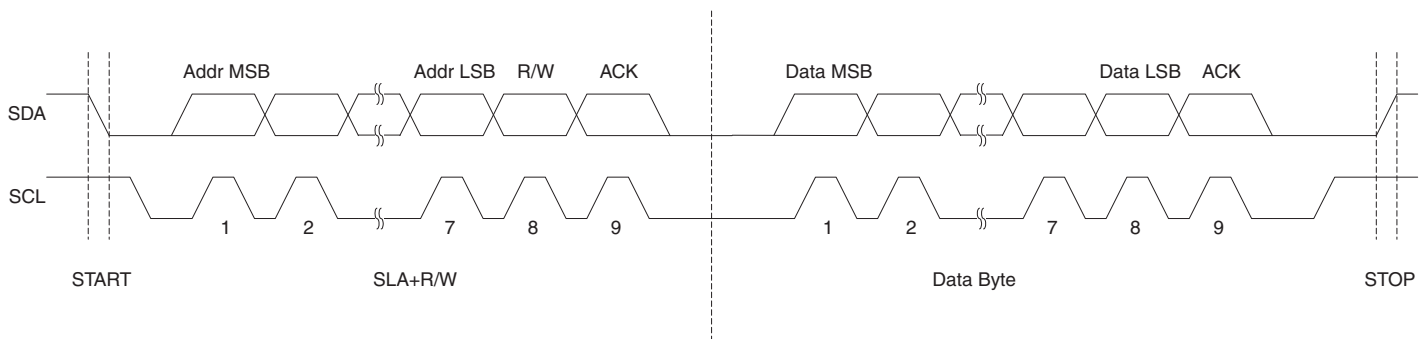 Addr MSB Addr LSB R/W ACK Data MSB Data LSB ACK
SDA
SCL
1 2 7 8 9 1 2 7 8 9
START SLA+R/W Data Byte STOP